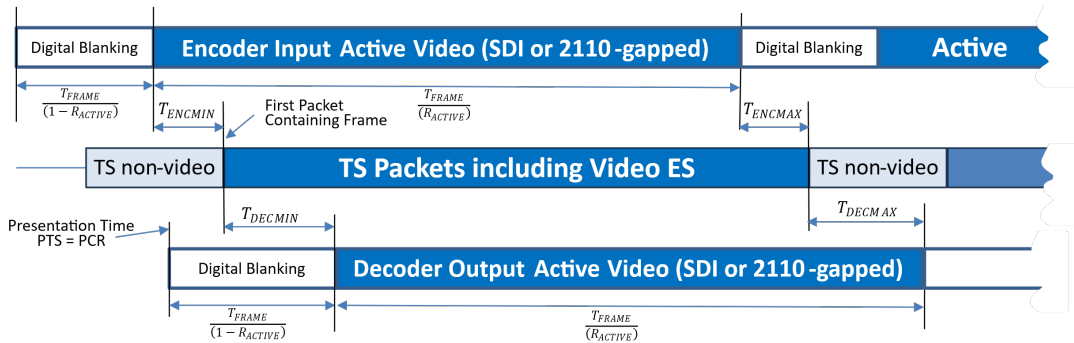 Digital Blanking
Encoder Input Active Video (SDI or 2110 -gapped)
Digital Blanking
Active
T_FRAME
(1 − R_ACTIVE)
T_ENCMIN
First Packet
Containing Frame
T_FRAME
(R_ACTIVE)
T_ENCMAX
TS non-video
TS Packets including Video ES
TS non-video
Presentation Time
PTS = PCR
T_DECMIN
T_DECMAX
Digital Blanking
Decoder Output Active Video (SDI or 2110 -gapped)
T_FRAME
(1 − R_ACTIVE)
T_FRAME
(R_ACTIVE)